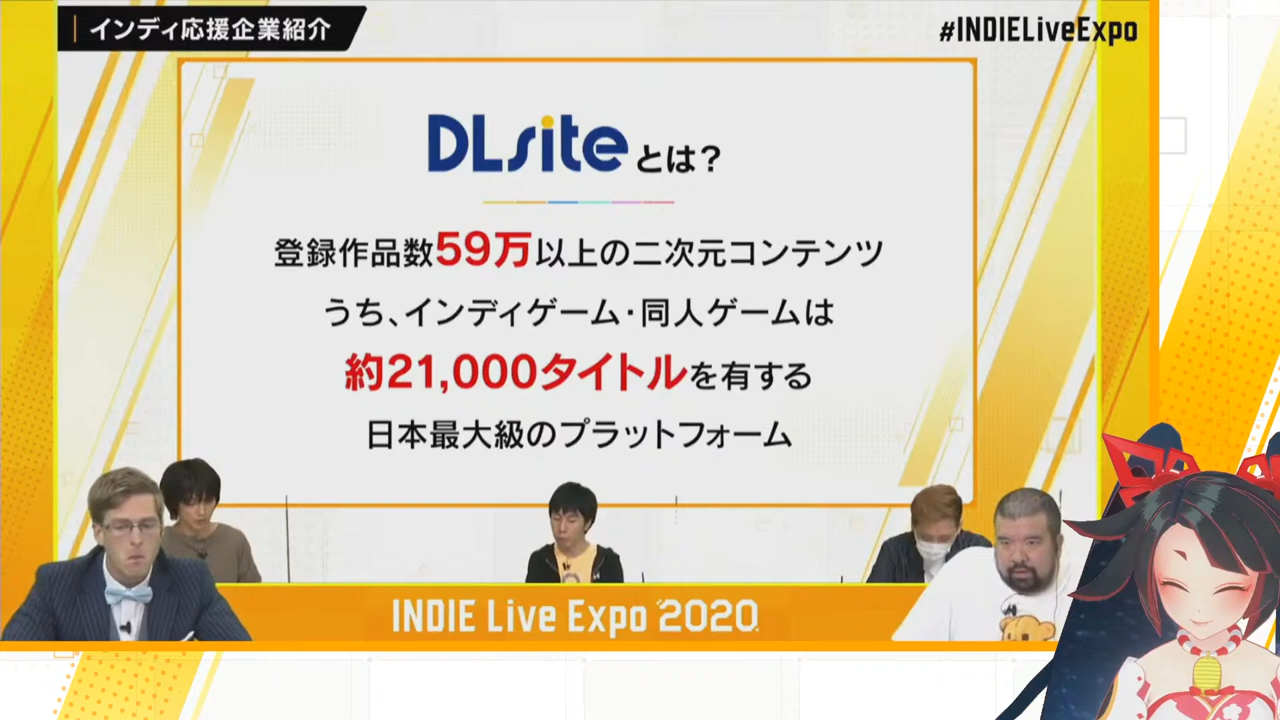 インディ応援企業紹介
#INDIELiveExpo
DLsiteとは？
登録作品数59万以上の二次元コンテンツ
うち、インディゲーム・同人ゲームは
約21,000タイトルを有する
日本最大級のプラットフォーム
INDIE Live Expo 2020